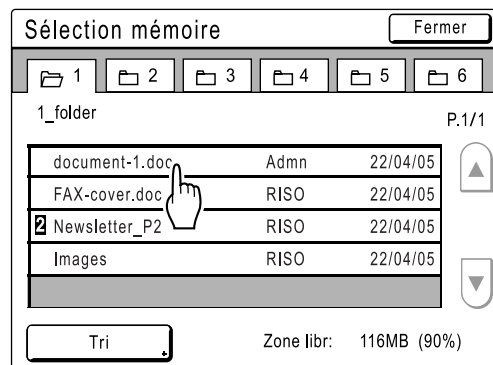 Sélection mémoire Fermer
1 2 3 4 5 6
1_folder P.1/1
document-1.doc Admn 22/04/05
FAX-cover.doc RISO 22/04/05
2 Newsletter_P2 RISO 22/04/05
Images RISO 22/04/05
Tri Zone libr: 116MB (90%)